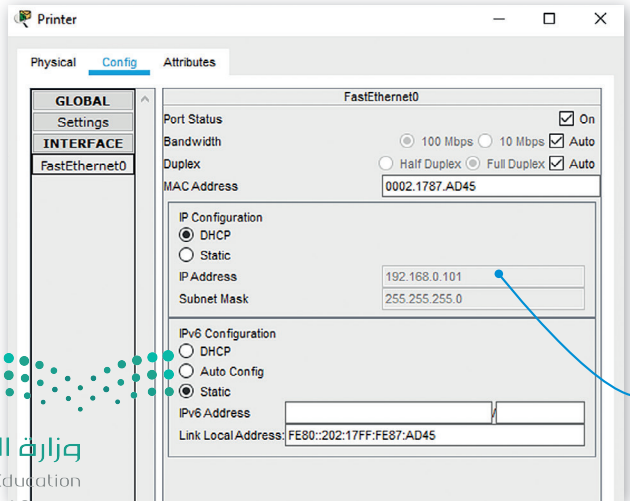 Printer
Physical Config Attributes
GLOBAL
Settings
INTERFACE
FastEthernet0
FastEthernet0
Port Status On
Bandwidth 100 Mbps 10 Mbps Auto
Duplex Half Duplex Full Duplex Auto
MAC Address 0002.1787.AD45
IP Configuration
DHCP
Static
IP Address 192.168.0.101
Subnet Mask 255.255.255.0
IPv6 Configuration
DHCP
Auto Config
Static
IPv6 Address /
Link Local Address: FE80::202:17FF:FE87:AD45
وزارة
Education